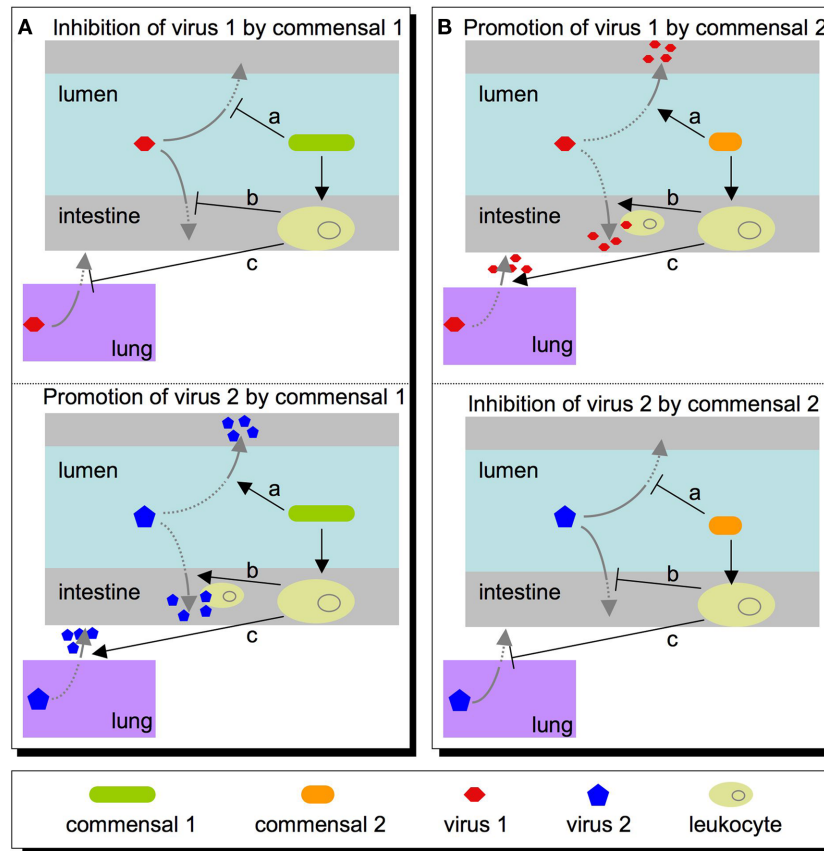 A Inhibition of virus 1 by commensal 1
lumen
a
b
intestine
c
lung
Promotion of virus 2 by commensal 1
lumen
a
b
intestine
c
lung
B Promotion of virus 1 by commensal 2
lumen
a
b
intestine
c
lung
Inhibition of virus 2 by commensal 2
lumen
a
b
intestine
c
lung
commensal 1 commensal 2 virus 1 virus 2 leukocyte